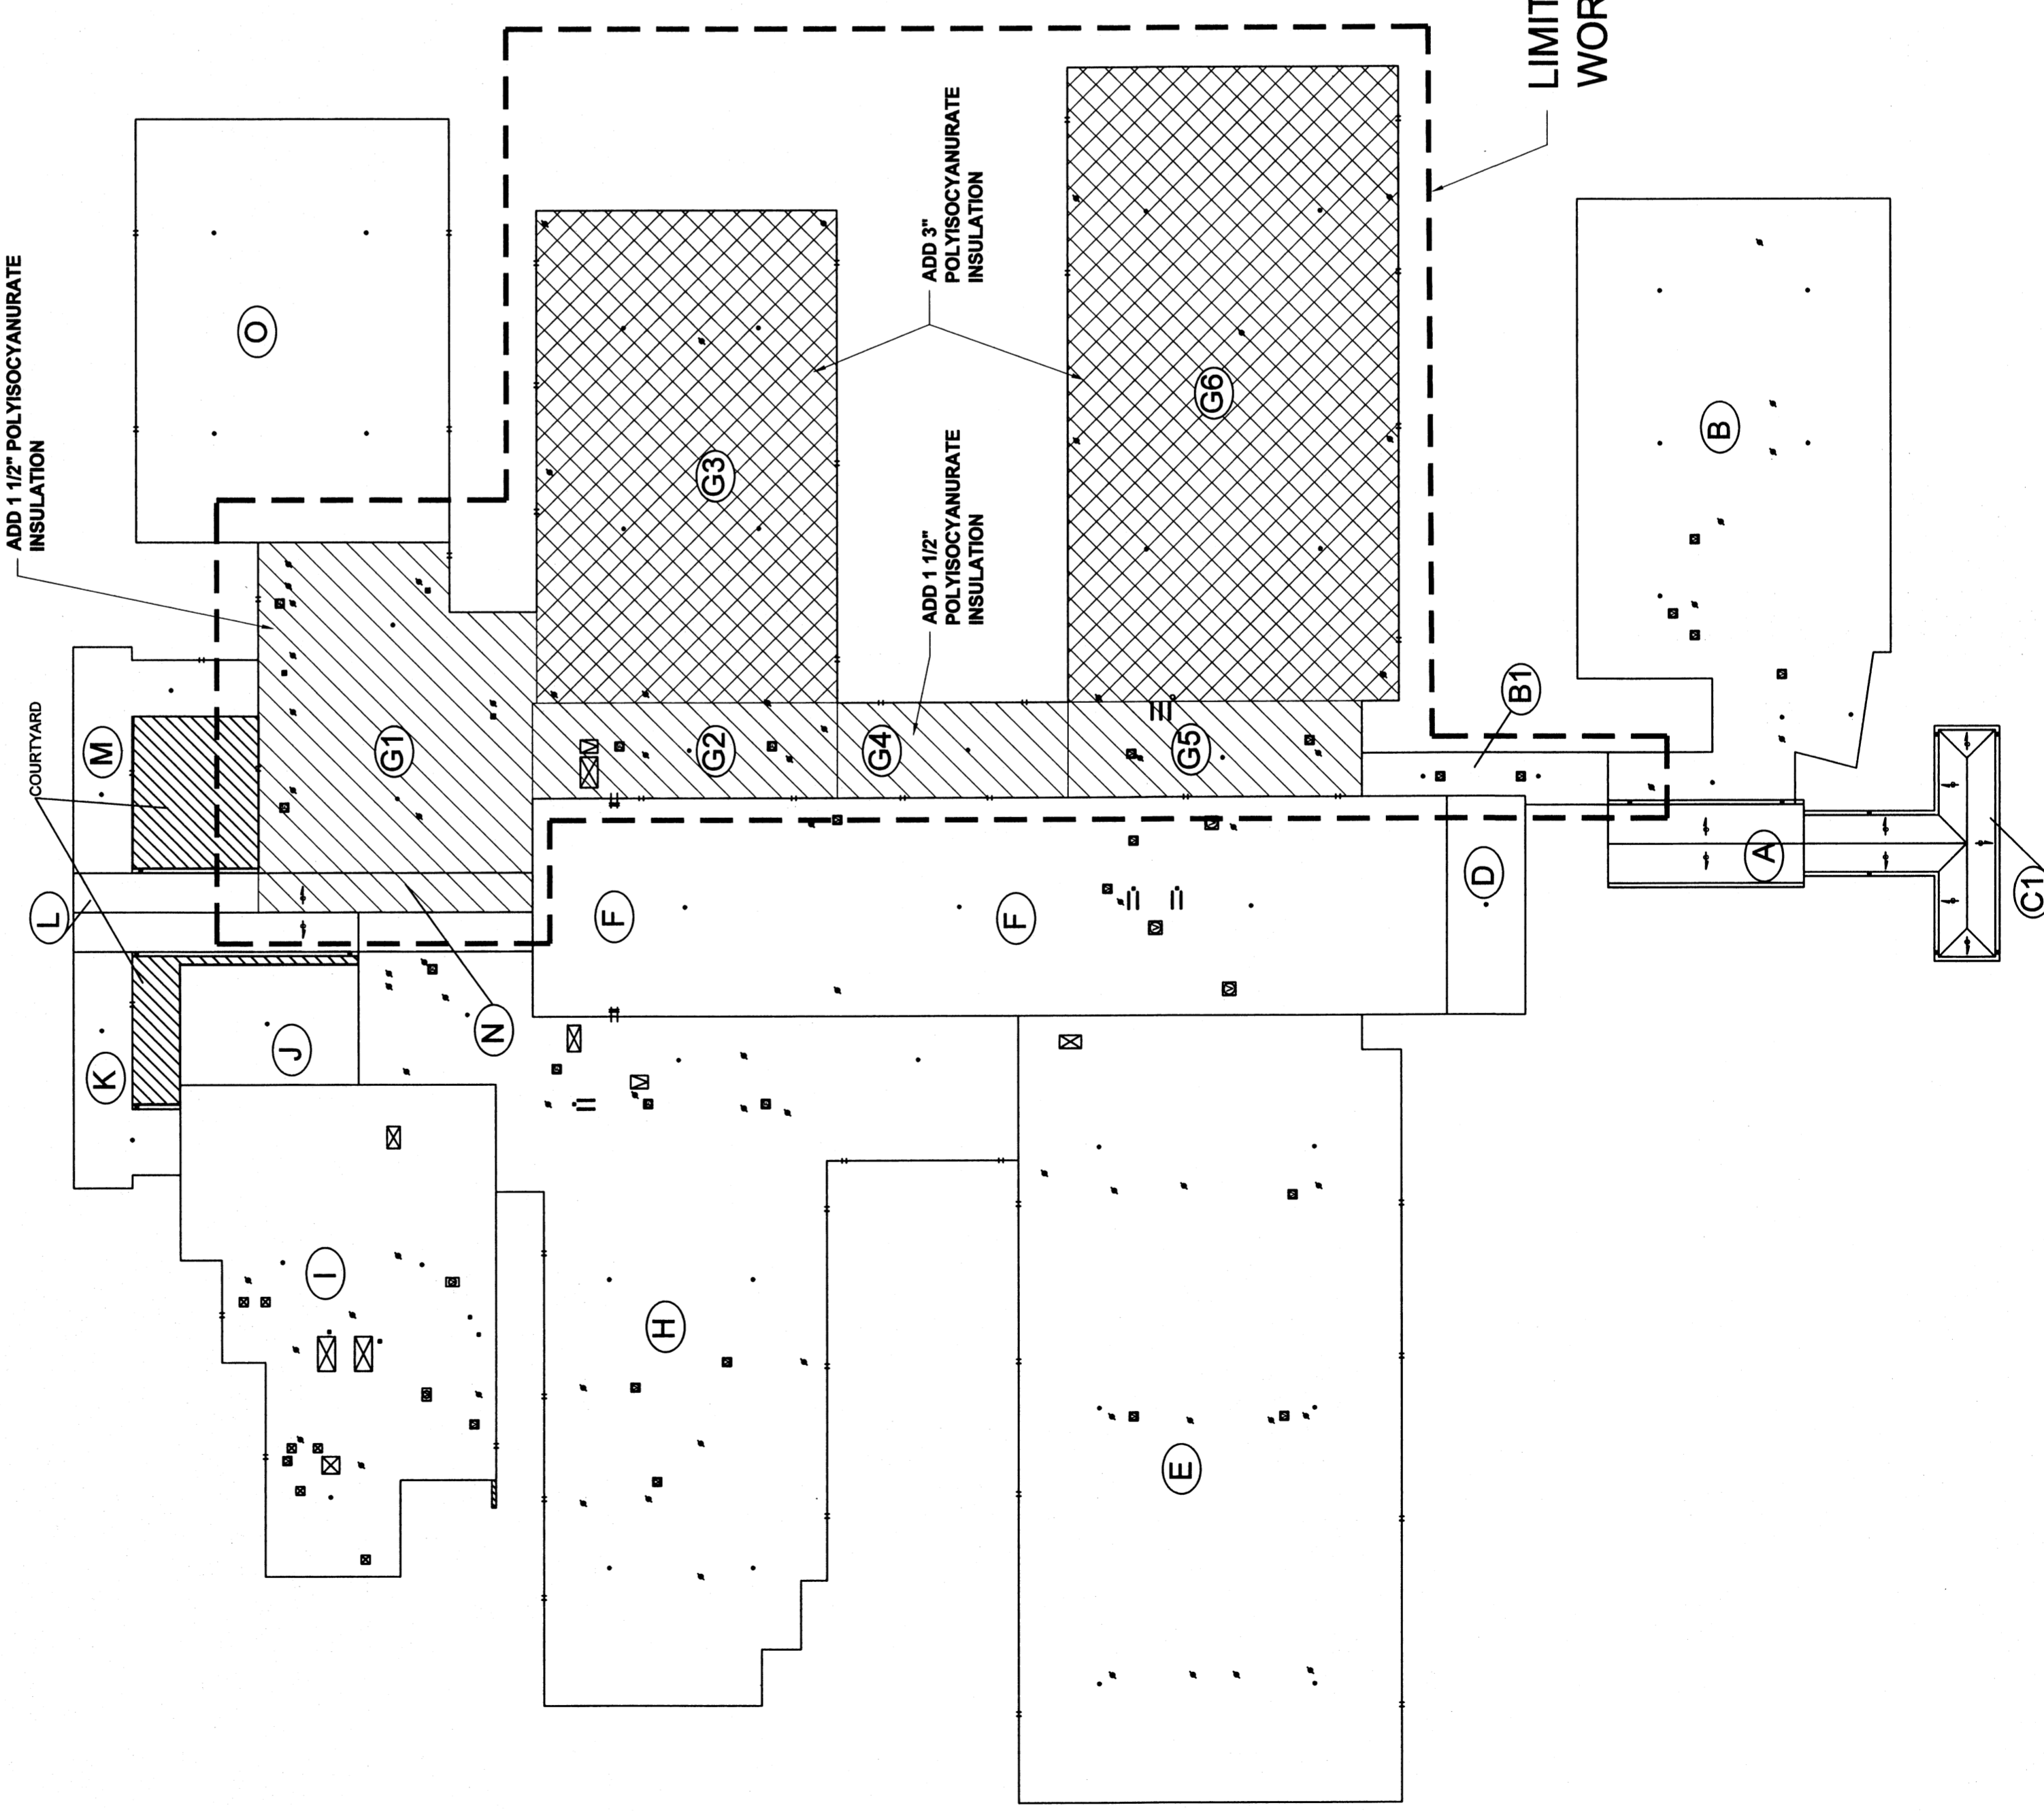 ADD 1 1/2" POLYISOCYANURATE
INSULATION
COURTYARD
L
M
K
O
G1
J
N
I
F
G2
G3
ADD 3"
POLYISOCYANURATE
INSULATION
ADD 1 1/2"
POLYISOCYANURATE
INSULATION
G4
H
F
G5
G6
E
D
B1
LIMIT
WOR
A
B
C1